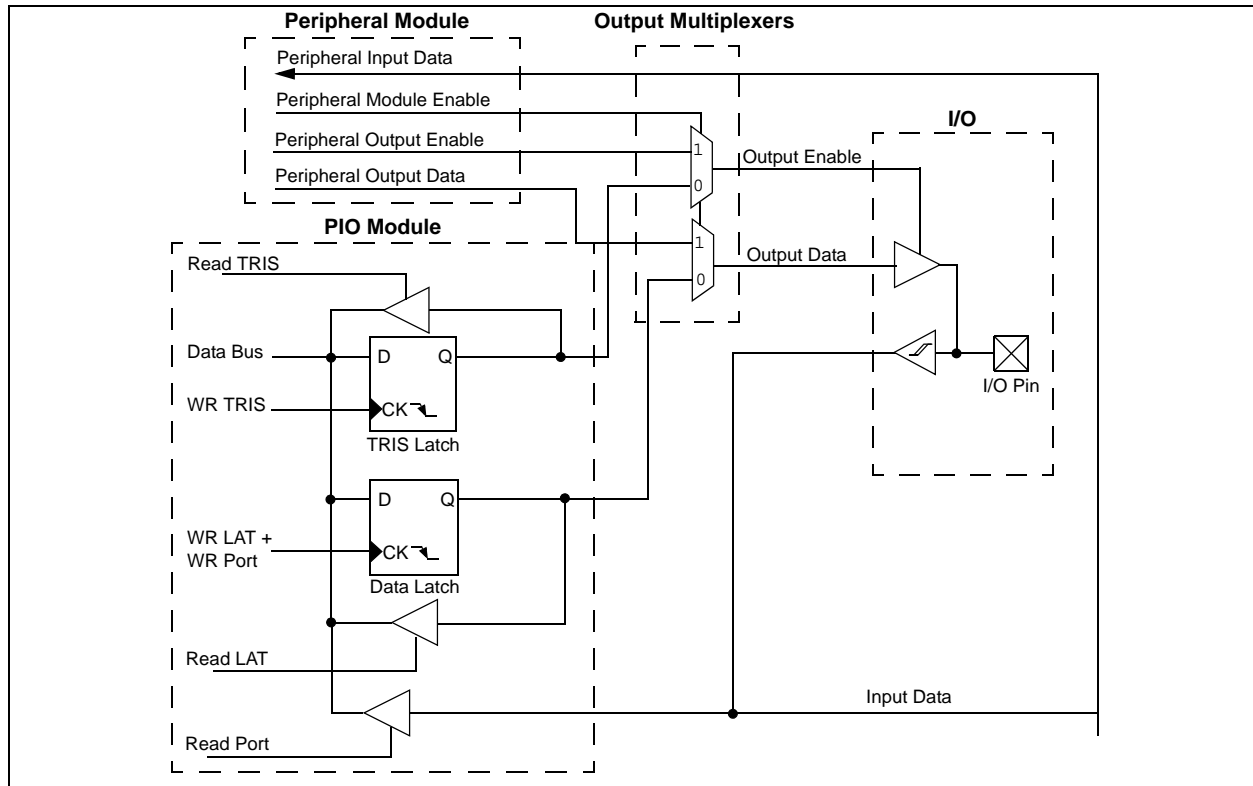 Peripheral Module
Output Multiplexers
Peripheral Input Data
Peripheral Module Enable
I/O
Peripheral Output Enable
1
Output Enable
Peripheral Output Data
0
PIO Module
1
Output Data
Read TRIS
0
Data Bus
D
Q
I/O Pin
WR TRIS
CK
TRIS Latch
D
Q
WR LAT +
WR Port
CK
Data Latch
Read LAT
Input Data
Read Port